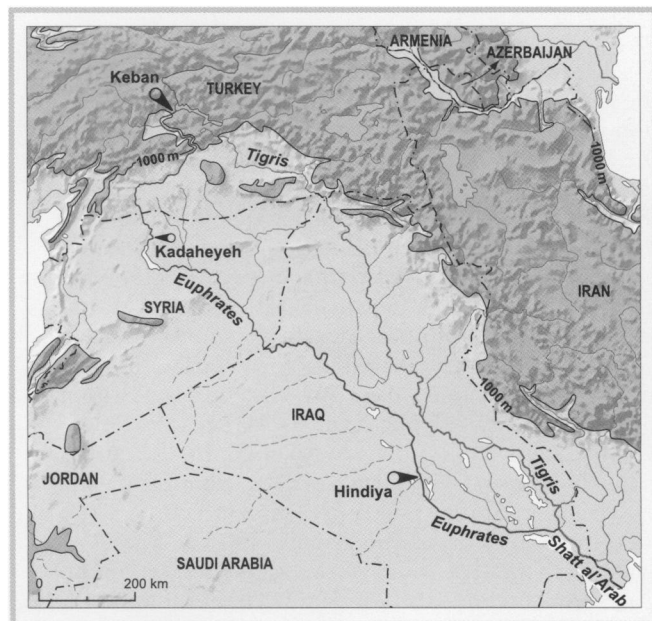 ARMENIA
AZERBAIJAN
Keban
TURKEY
1000 m
Tigris
1000 m
Kadaheyeh
Euphrates
SYRIA
IRAN
1000 m
IRAQ
JORDAN
Hindiya
Tigris
Euphrates
Shatt al'Arab
SAUDI ARABIA
0 200 km